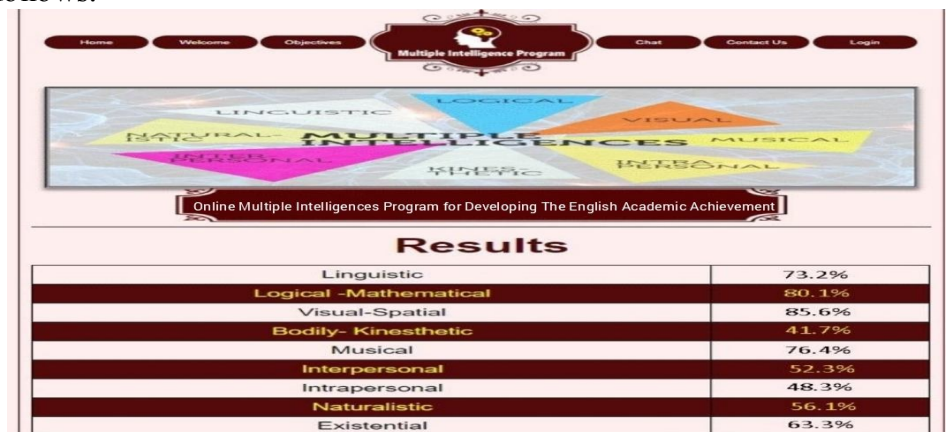 Home Welcome Objectives Multiple Intelligence Program Chat Contact Us Login
LINGUISTIC
LOGICAL
VISUAL
NATURAL-
ISTIC
MULTIPLE
INTELLIGENCES
MUSICAL
INTER
PERSONAL
KINES
THETIC
INTRA
PERSONAL
Online Multiple Intelligences Program for Developing The English Academic Achievement
Results
Linguistic 73.2%
Logical -Mathematical 80.1%
Visual-Spatial 85.6%
Bodily- Kinesthetic 41.7%
Musical 76.4%
Interpersonal 52.3%
Intrapersonal 48.3%
Naturalistic 56.1%
Existential 63.3%